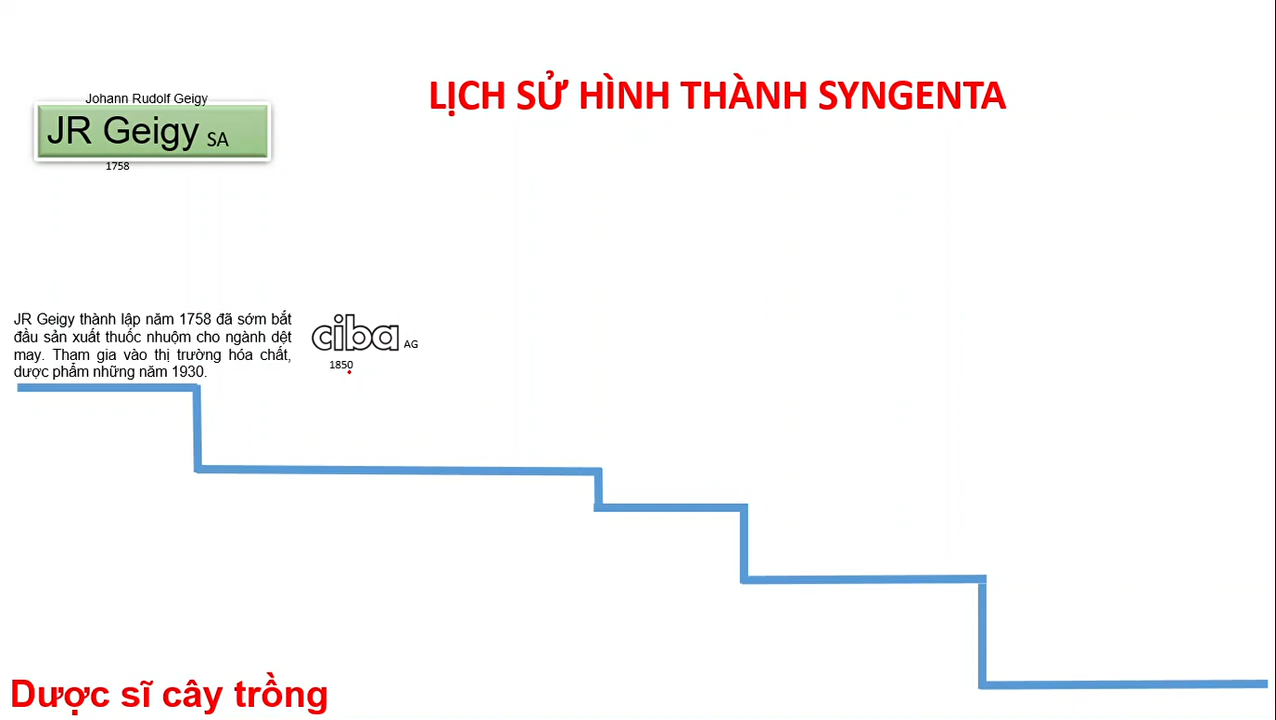 LỊCH SỬ HÌNH THÀNH SYNGENTA
Johann Rudolf Geigy
JR Geigy SA
1758
JR Geigy thành lập năm 1758 đã sớm bắt
đầu sản xuất thuốc nhuộm cho ngành dệt
may. Tham gia vào thị trường hóa chất,
dược phẩm những năm 1930.
ciba AG
1850
Dược sĩ cây trồng